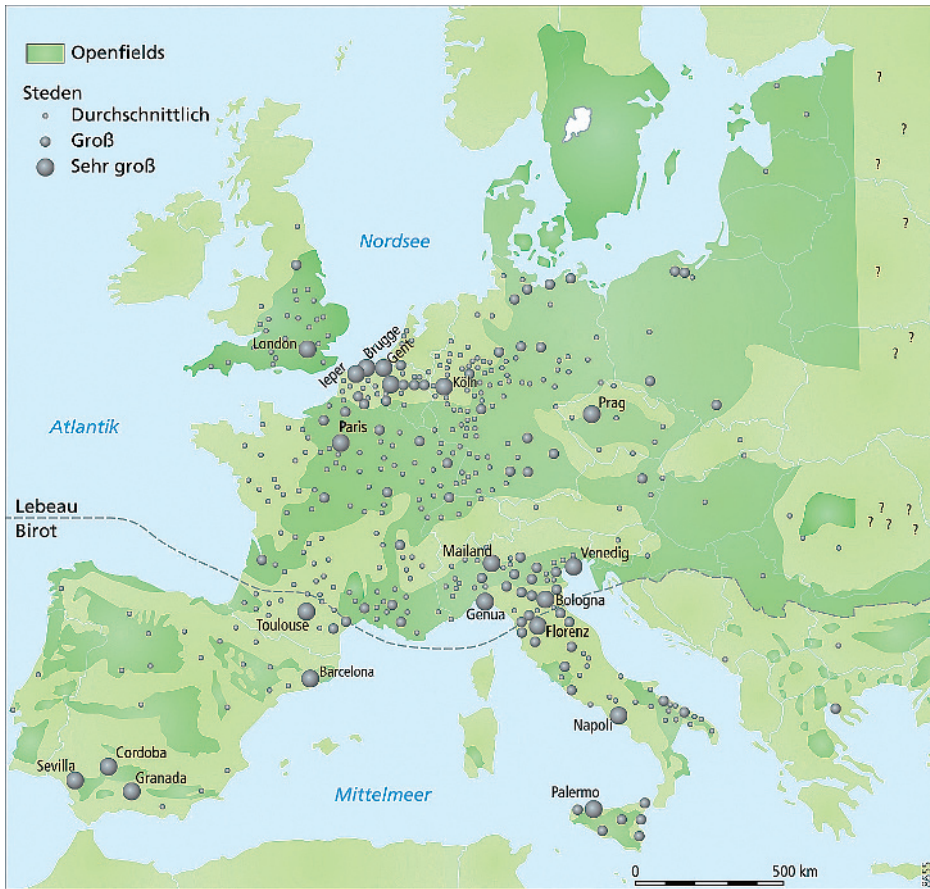 Openfields
Steden
Durchschnittlich
Groß
Sehr groß
Nordsee
?
?
?
?
?
?
?
London
Ieper
Brugge
Gent
Köln
Prag
Atlantik
Paris
? ?
? ? ?
Lebeau
Birot
Mailand
Venedig
Genua
Bologna
Toulouse
Florenz
Barcelona
Napoli
Cordoba
Sevilla
Granada
Mittelmeer
Palermo
0 500 km